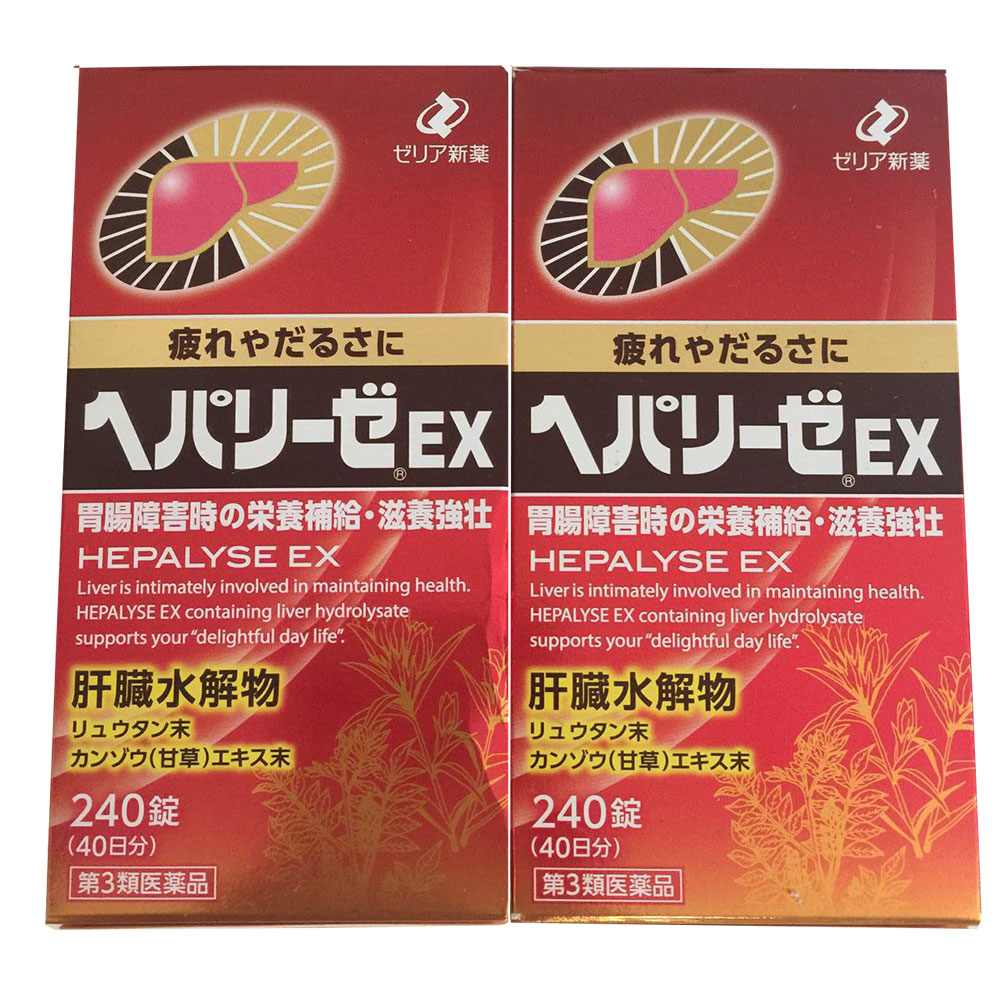 ゼリア新薬
疲れやだるさに
ヘパリーゼ®EX
胃腸障害時の栄養補給・滋養強壮
HEPALYSE EX
Liver is intimately involved in maintaining health.
HEPALYSE EX containing liver hydrolysate
supports your "delightful day life".
肝臓水解物
リュウタン末
カンゾウ(甘草)エキス末
240錠
(40日分)
第3類医薬品
ゼリア新薬
疲れやだるさに
ヘパリーゼ®EX
胃腸障害時の栄養補給・滋養強壮
HEPALYSE EX
Liver is intimately involved in maintaining health.
HEPALYSE EX containing liver hydrolysate
supports your "delightful day life".
肝臓水解物
リュウタン末
カンゾウ(甘草)エキス末
240錠
(40日分)
第3類医薬品